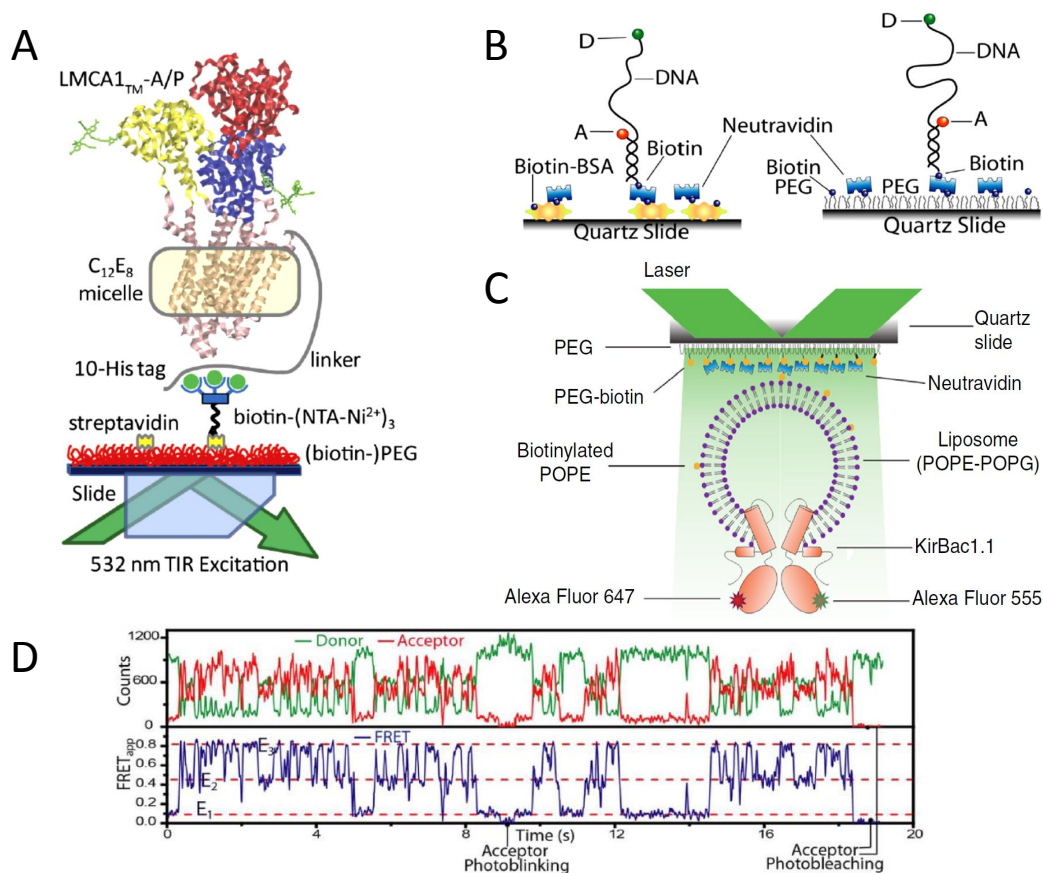 A
LMCA1TM-A/P
C12E8
micelle
10-His tag
linker
streptavidin
biotin-(NTA-Ni2+)3
(biotin-)PEG
Slide
532 nm TIR Excitation
B
D
DNA
A
Biotin
Biotin-BSA
Neutravidin
Quartz Slide
D
DNA
A
Biotin
Biotin
PEG
PEG
Quartz Slide
C
Laser
Quartz
slide
PEG
PEG-biotin
Neutravidin
Biotinylated
POPE
Liposome
(POPE-POPG)
KirBac1.1
Alexa Fluor 647
Alexa Fluor 555
D
Donor
Acceptor
Counts
1200
600
0
FRET
FRETapp
0.8
0.6
0.4
0.2
0.0
E3
E2
E1
0
4
8
12
16
20
Time (s)
Acceptor
Photoblinking
Acceptor
Photobleaching